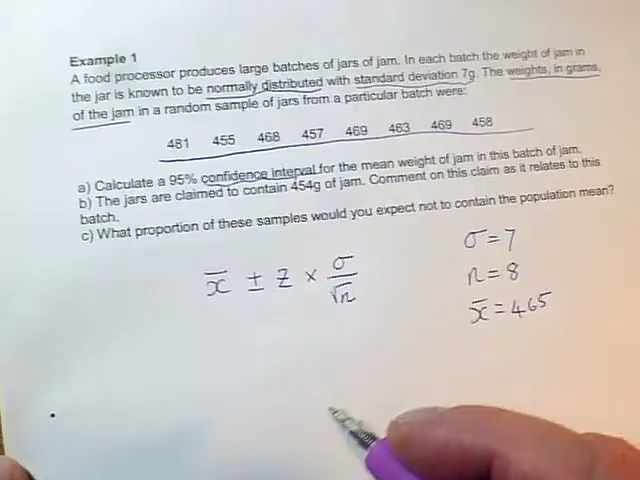 Example 1
A food processor produces large batches of jars of jam. In each batch the weight of jam in
the jar is known to be normally distributed with standard deviation 7g. The weights, in grams,
of the jam in a random sample of jars from a particular batch were:
481 455 468 457 469 463 469 458
a) Calculate a 95% confidence interval for the mean weight of jam in this batch of jam.
b) The jars are claimed to contain 454g of jam. Comment on this claim as it relates to this
batch.
c) What proportion of these samples would you expect not to contain the population mean?
x̄ ± z × σ/√n
σ = 7
n = 8
x̄ = 465